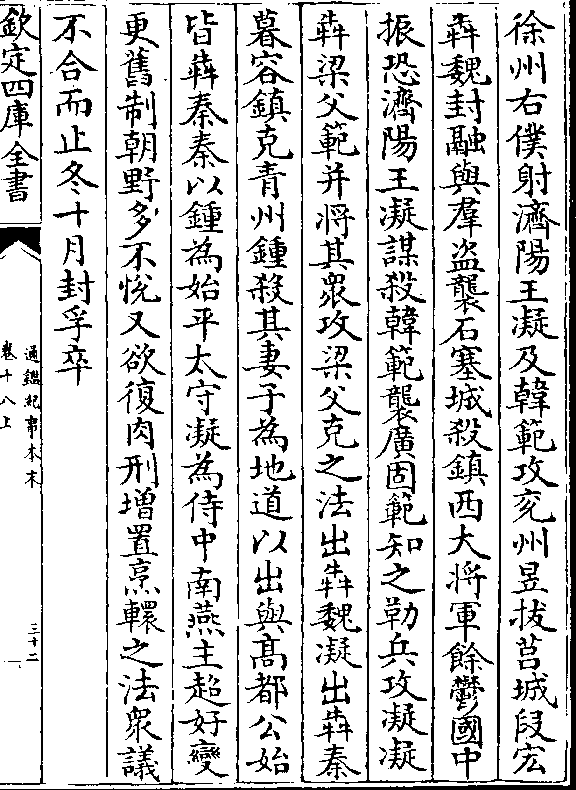 徐州右僕射濟陽王凝及韓範攻兖州昱拔莒城段宏
犇魏封融與羣盗襲石塞城殺鎮西大將軍餘鬱國中
振恐濟陽王凝謀殺韓範襲廣固範知之勒兵攻凝凝
犇梁父範并將其衆攻梁父克之法出犇魏凝出犇秦
慕容鎮克青州鍾殺其妻子為地道以出與髙都公始
皆犇秦秦以鍾為始平太守凝為侍中南燕主超好變
更舊制朝野多不悅又欲復肉刑增置烹轘之法衆議
不合而止冬十月封孚卒
欽定四庫全書
通鑑紀事本末
卷十八上
三十二